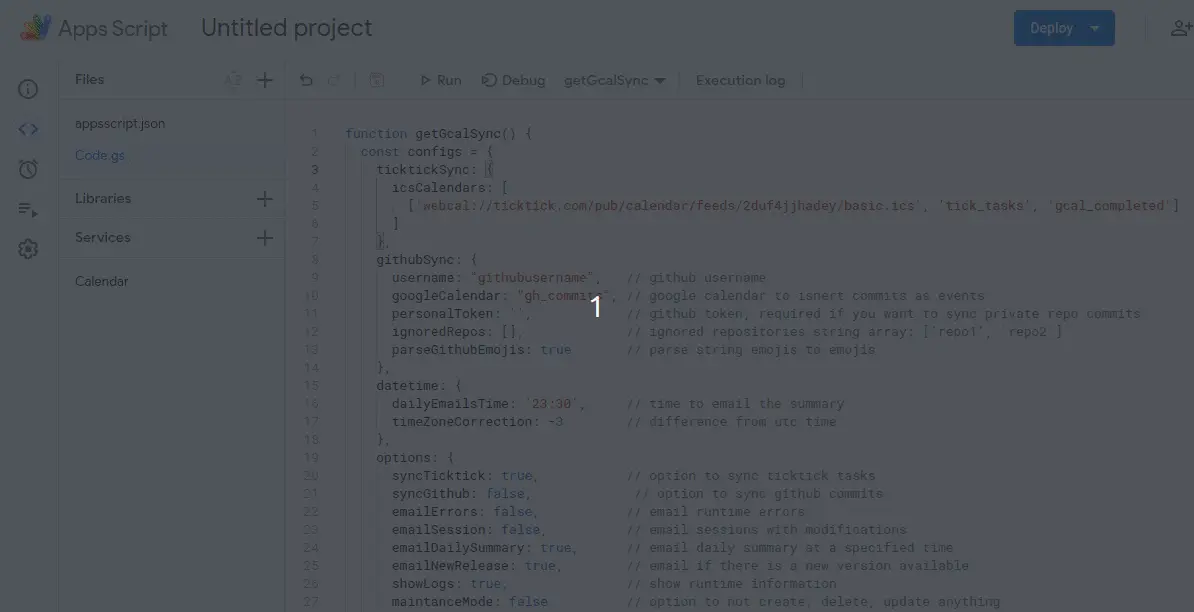 Apps Script Untitled project Deploy
Files Run Debug getGcalSync Execution log
appsscript.json
Code.gs
Libraries
Services
Calendar
1 function getGcalSync() {
2 const configs = {
3 ticktickSync: {
4 icsCalendars: [
5 ['webcal://ticktick.com/pub/calendar/feeds/2duf4jjhadey/basic.ics', 'tick_tasks', 'gcal_completed']
6 ]
7 },
8 githubSync: {
9 username: "githubusername", // github username
10 googleCalendar: "gh_commits", // google calendar to isnert commits as events
11 personalToken: '', // github token, required if you want to sync private repo commits
12 ignoredRepos: [], // ignored repositories string array: ['repo1', 'repo2']
13 parseGithubEmojis: true // parse string emojis to emojis
14 },
15 datetime: {
16 dailyEmailsTime: '23:30', // time to email the summary
17 timeZoneCorrection: -3 // difference from utc time
18 },
19 options: {
20 syncTicktick: true, // option to sync ticktick tasks
21 syncGithub: false, // option to sync github commits
22 emailErrors: false, // email runtime errors
23 emailSession: false, // email sessions with modifications
24 emailDailySummary: true, // email daily summary at a specified time
25 emailNewRelease: true, // email if there is a new version available
26 showLogs: true, // show runtime information
27 maintanceMode: false // option to not create, delete, update anything
1